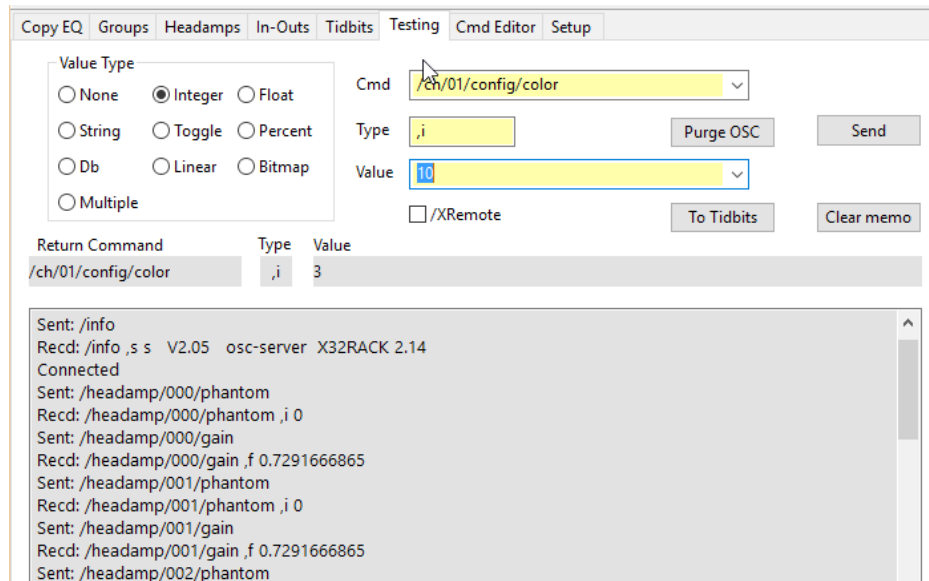 Copy EQ Groups Headamps In-Outs Tidbits Testing Cmd Editor Setup
Value Type
None Integer Float
String Toggle Percent
Db Linear Bitmap
Multiple
Cmd /ch/01/config/color
Type ,i Purge OSC Send
Value 10
/XRemote To Tidbits Clear memo
Return Command Type Value
/ch/01/config/color ,i 3
Sent: /info
Recd: /info ,s s V2.05 osc-server X32RACK 2.14
Connected
Sent: /headamp/000/phantom
Recd: /headamp/000/phantom ,i 0
Sent: /headamp/000/gain
Recd: /headamp/000/gain ,f 0.7291666865
Sent: /headamp/001/phantom
Recd: /headamp/001/phantom ,i 0
Sent: /headamp/001/gain
Recd: /headamp/001/gain ,f 0.7291666865
Sent: /headamp/002/phantom